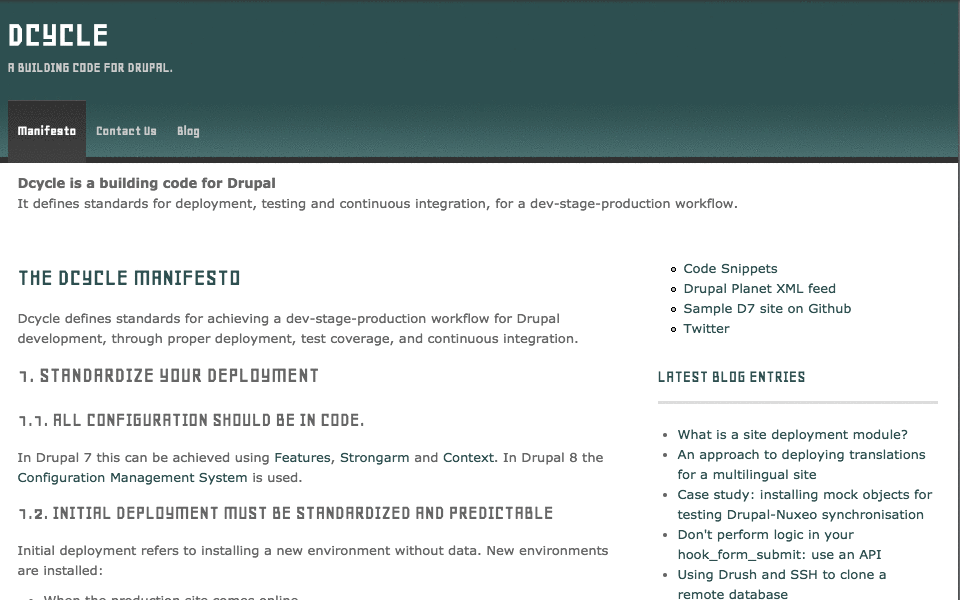 DCYCLE
A BUILDING CODE FOR DRUPAL.
Manifesto Contact Us Blog
Dcycle is a building code for Drupal
It defines standards for deployment, testing and continuous integration, for a dev-stage-production workflow.
THE DCYCLE MANIFESTO
Dcycle defines standards for achieving a dev-stage-production workflow for Drupal
development, through proper deployment, test coverage, and continuous integration.
1. STANDARDIZE YOUR DEPLOYMENT
1.1. ALL CONFIGURATION SHOULD BE IN CODE.
In Drupal 7 this can be achieved using Features, Strongarm and Context. In Drupal 8 the
Configuration Management System is used.
1.2. INITIAL DEPLOYMENT MUST BE STANDARDIZED AND PREDICTABLE
Initial deployment refers to installing a new environment without data. New environments
are installed:
When the production site comes online
Code Snippets
Drupal Planet XML feed
Sample D7 site on Github
Twitter
LATEST BLOG ENTRIES
What is a site deployment module?
An approach to deploying translations
for a multilingual site
Case study: installing mock objects for
testing Drupal-Nuxeo synchronisation
Don't perform logic in your
hook_form_submit: use an API
Using Drush and SSH to clone a
remote database